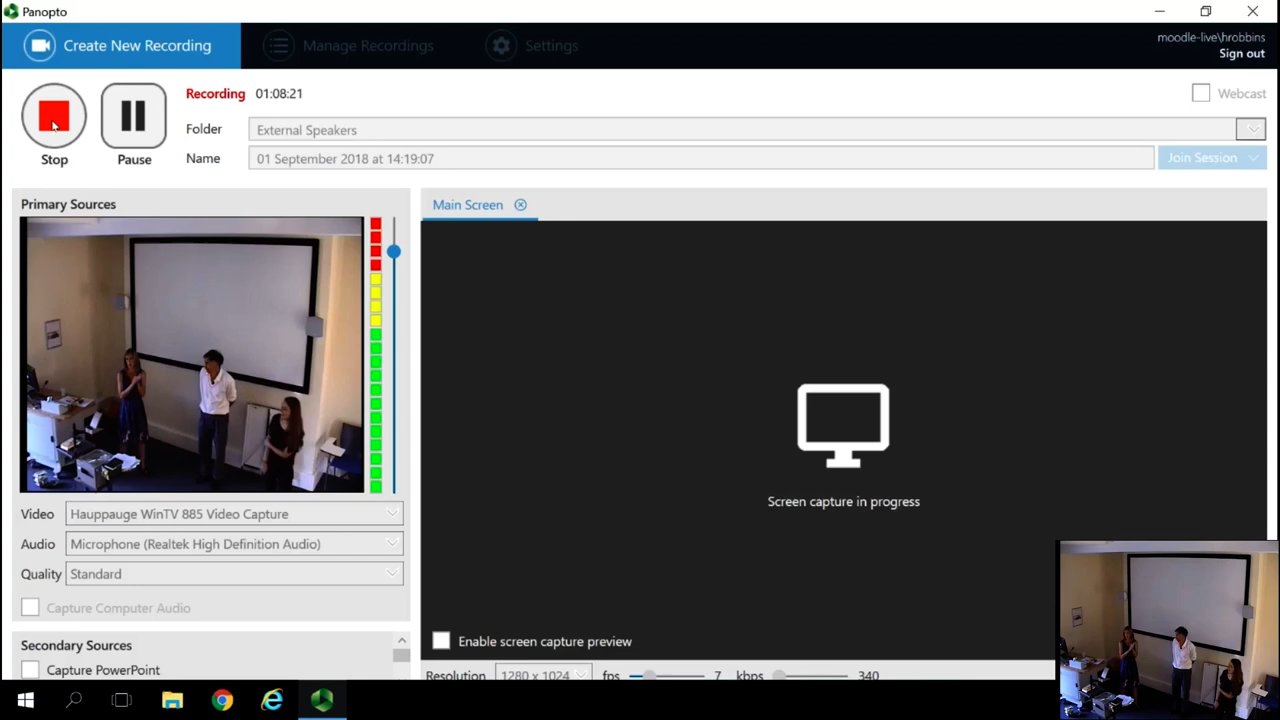 Panopto
Create New Recording
Manage Recordings
Settings
moodle-live\hrobbins
Sign out
Recording 01:08:21
Webcast
Folder External Speakers
Stop Pause
Name 01 September 2018 at 14:19:07 Join Session
Primary Sources
Main Screen
Screen capture in progress
Video Hauppauge WinTV 885 Video Capture
Audio Microphone (Realtek High Definition Audio)
Quality Standard
Capture Computer Audio
Secondary Sources
Capture PowerPoint
Enable screen capture preview
Resolution 1280 x 1024 fps 7 kbps 340